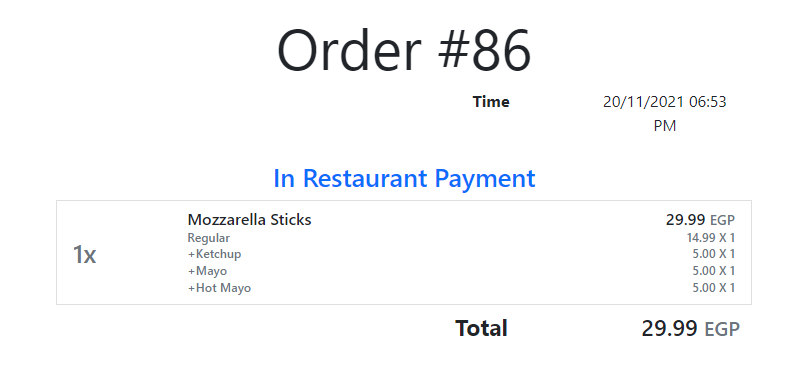 Order #86
Time 20/11/2021 06:53
PM
In Restaurant Payment
Mozzarella Sticks 29.99 EGP
Regular 14.99 X 1
1x
+Ketchup 5.00 X 1
+Mayo 5.00 X 1
+Hot Mayo 5.00 X 1
Total 29.99 EGP